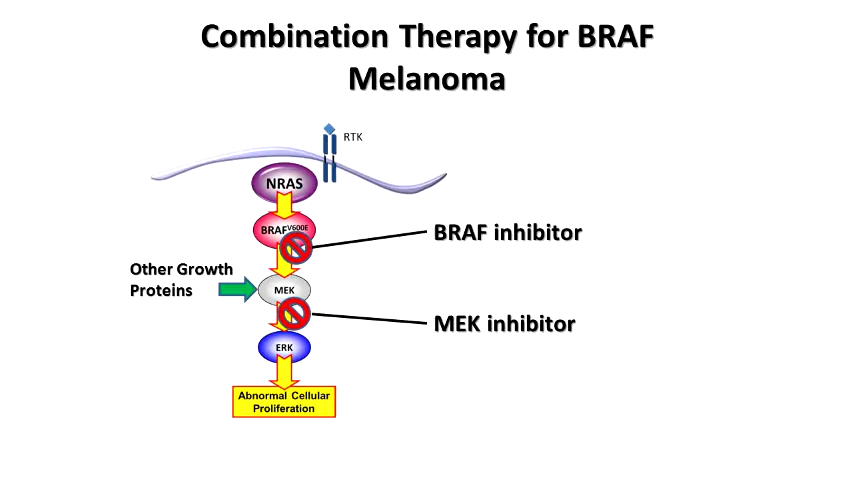 Combination Therapy for BRAF
Melanoma
RTK
NRAS
BRAFV600E
BRAF inhibitor
Other Growth
Proteins
MEK
MEK inhibitor
ERK
Abnormal Cellular
Proliferation